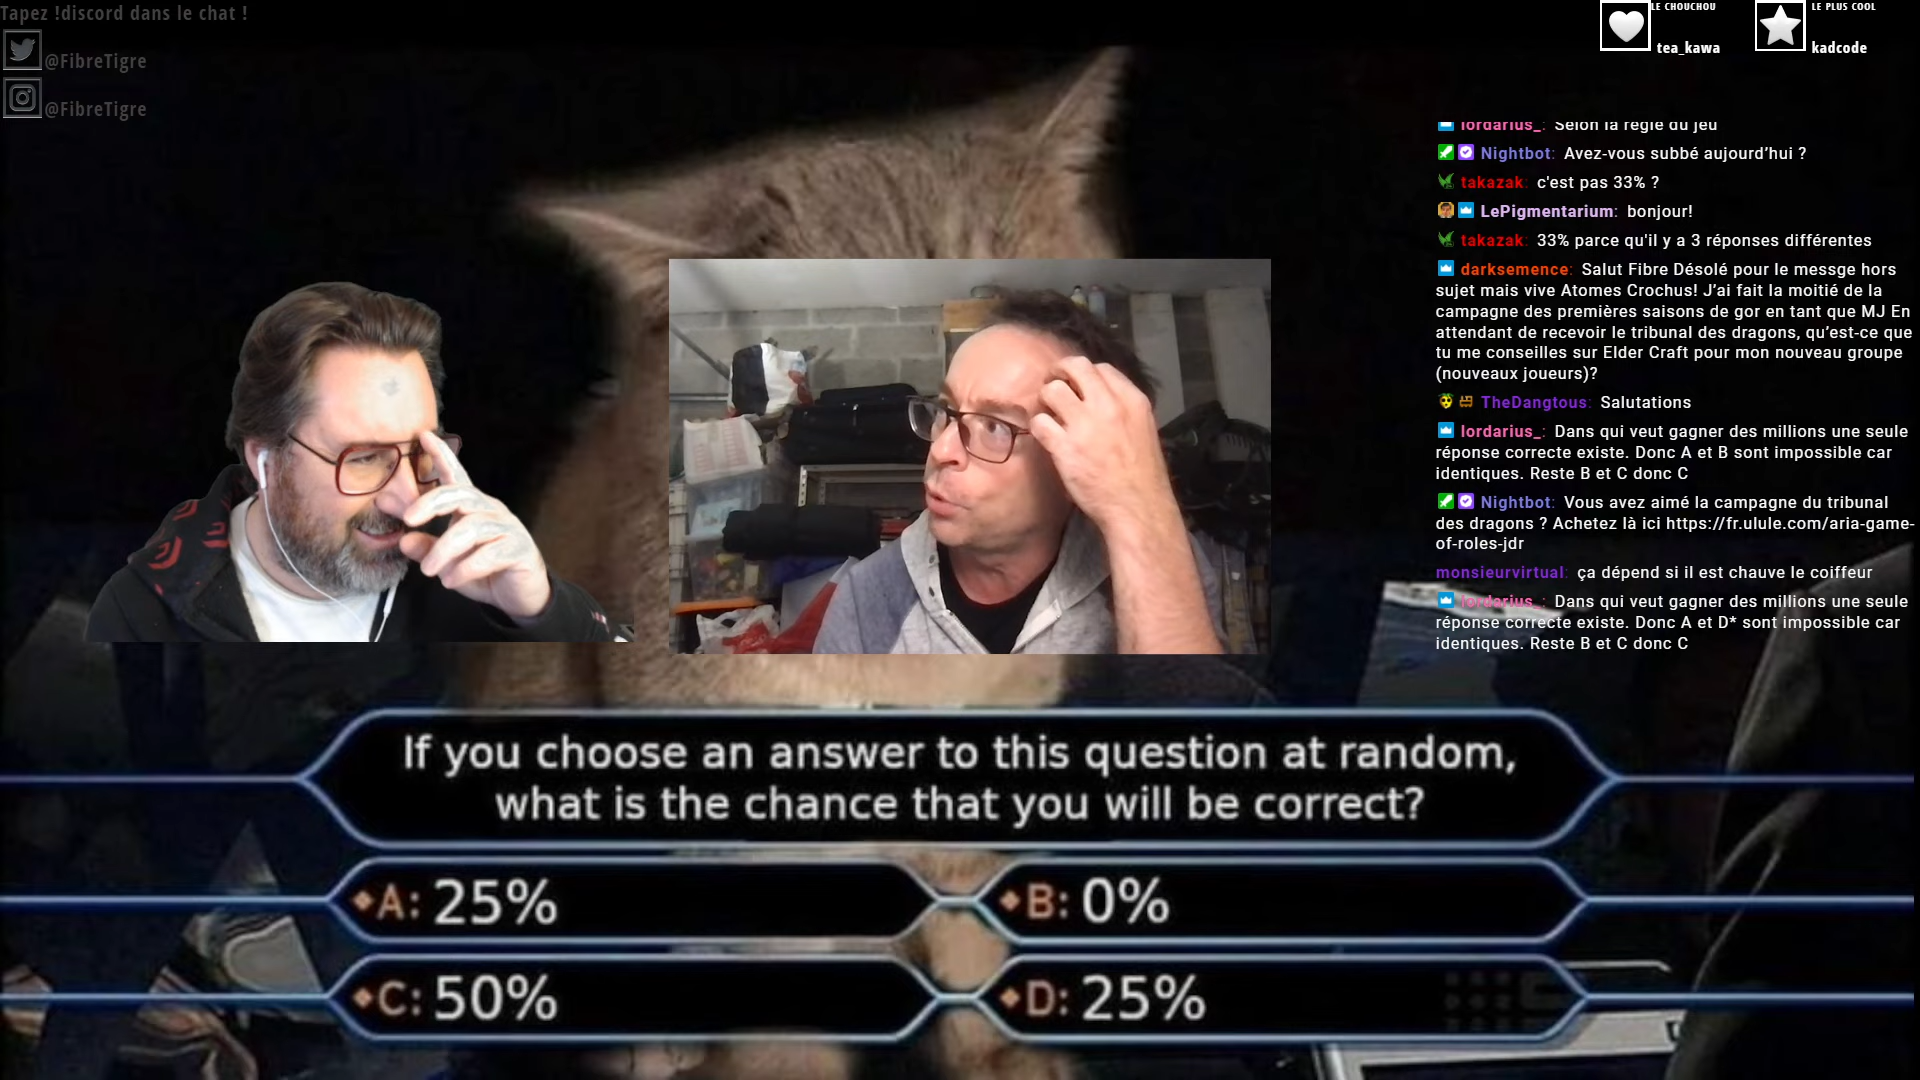 Tapez !discord dans le chat !
@FibreTigre
@FibreTigre
LE CHOUCHOU
tea_kawa
LE PLUS COOL
kadcode
lordarius_: Selon la règle du jeu
Nightbot: Avez-vous subbé aujourd’hui ?
takazak: c'est pas 33% ?
LePigmentarium: bonjour!
takazak: 33% parce qu'il y a 3 réponses différentes
darksemence: Salut Fibre Désolé pour le messge hors
sujet mais vive Atomes Crochus! J’ai fait la moitié de la
campagne des premières saisons de gor en tant que MJ En
attendant de recevoir le tribunal des dragons, qu’est-ce que
tu me conseilles sur Elder Craft pour mon nouveau groupe
(nouveaux joueurs)?
TheDangtous: Salutations
lordarius_: Dans qui veut gagner des millions une seule
réponse correcte existe. Donc A et B sont impossible car
identiques. Reste B et C donc C
Nightbot: Vous avez aimé la campagne du tribunal
des dragons ? Achetez là ici https://fr.ulule.com/aria-game-
of-roles-jdr
monsieurvirtual: ça dépend si il est chauve le coiffeur
lordarius_: Dans qui veut gagner des millions une seule
réponse correcte existe. Donc A et D* sont impossible car
identiques. Reste B et C donc C
If you choose an answer to this question at random,
what is the chance that you will be correct?
A: 25%
B: 0%
C: 50%
D: 25%